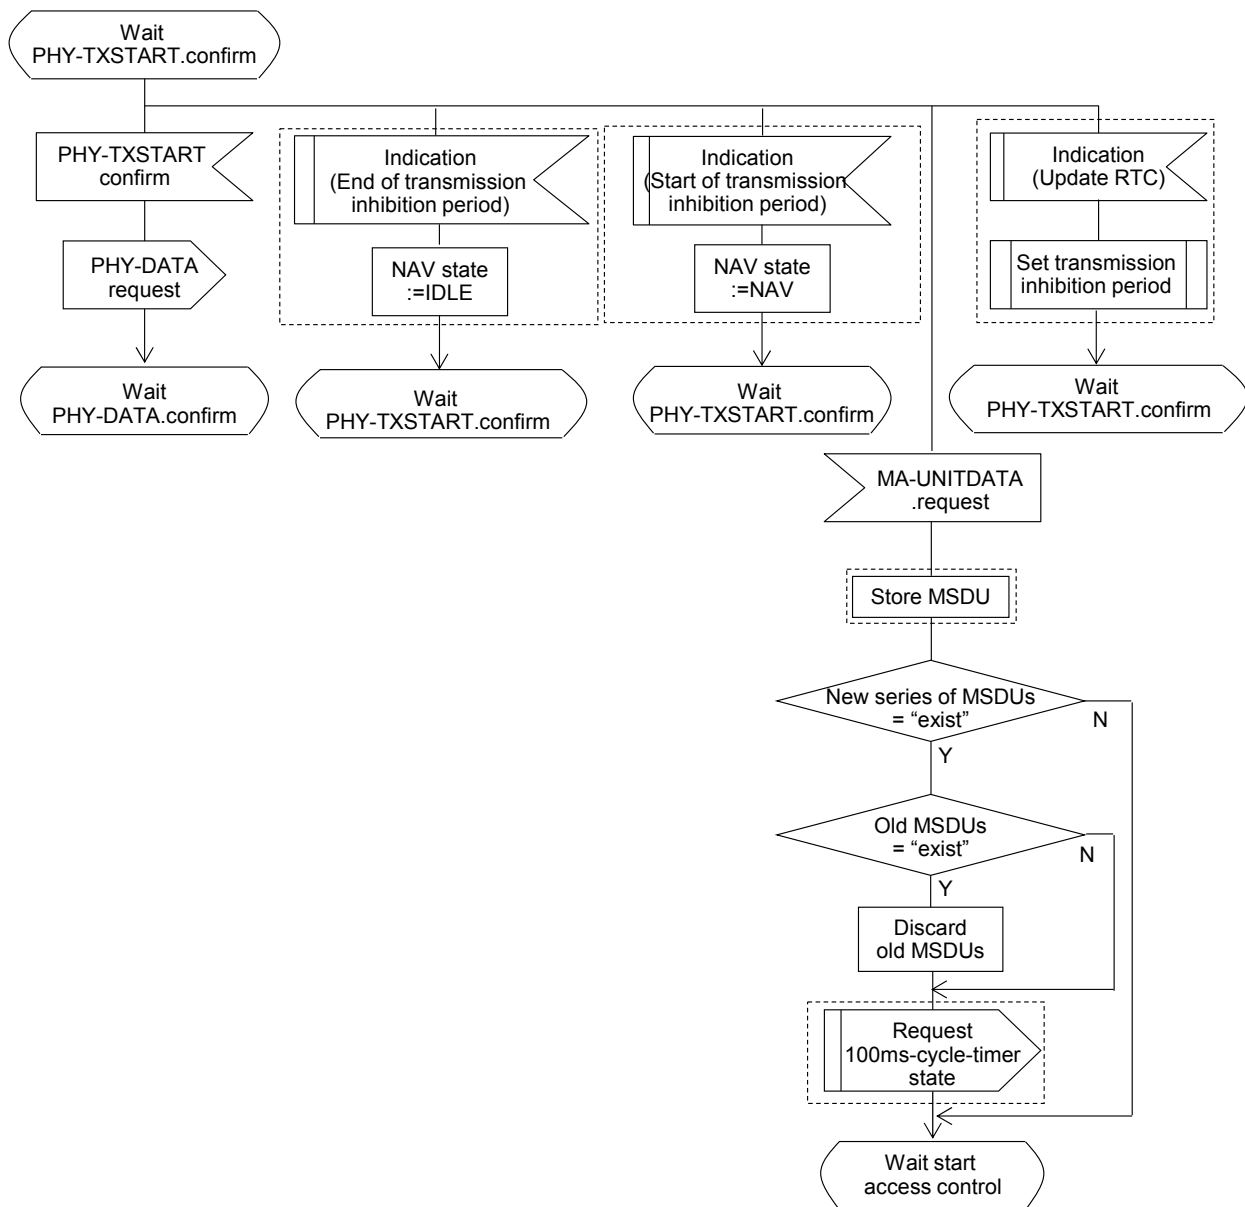 Wait
PHY-TXSTART.confirm
PHY-TXSTART
confirm
Indication
(End of transmission
inhibition period)
Indication
(Start of transmission
inhibition period)
Indication
(Update RTC)
PHY-DATA
request
NAV state
:=IDLE
NAV state
:=NAV
Set transmission
inhibition period
Wait
PHY-DATA.confirm
Wait
PHY-TXSTART.confirm
Wait
PHY-TXSTART.confirm
Wait
PHY-TXSTART.confirm
MA-UNITDATA
.request
Store MSDU
New series of MSDUs
= “exist”
N
Y
Old MSDUs
= “exist”
N
Y
Discard
old MSDUs
Request
100ms-cycle-timer
state
Wait start
access control